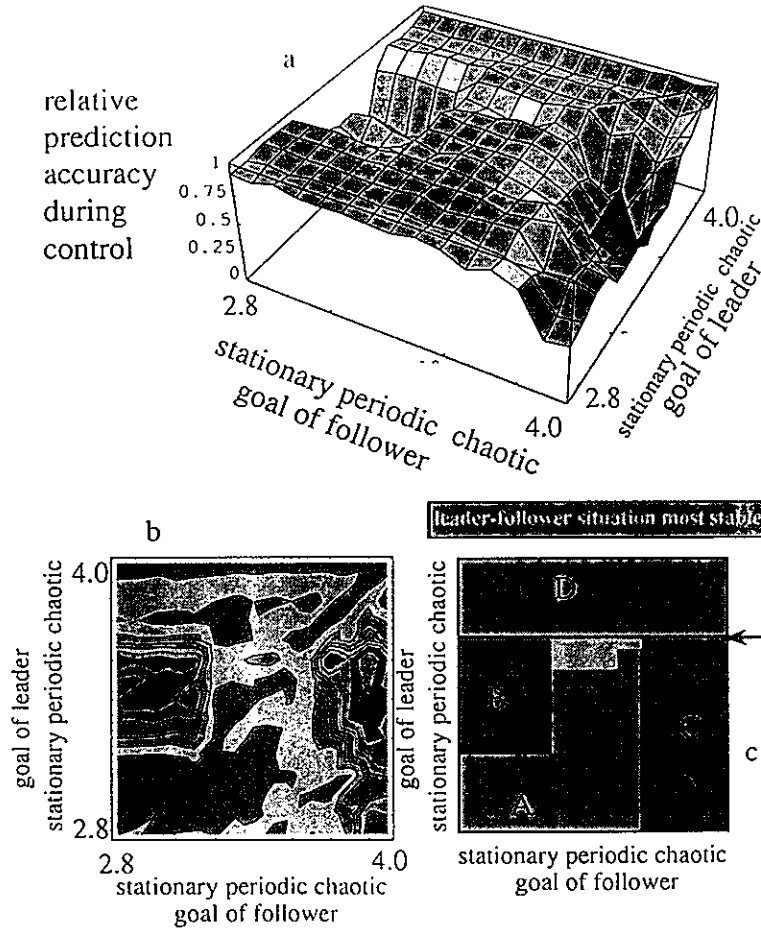 a
relative
prediction
accuracy
during
control
1
0.75
0.5
0.25
0
2.8
stationary periodic chaotic
goal of follower
4.0
2.8
stationary periodic chaotic
goal of leader
4.0
b
4.0
goal of leader
stationary periodic chaotic
2.8
2.8
4.0
stationary periodic chaotic
goal of follower
leader-follower situation most stable
goal of leader
stationary periodic chaotic
D
C
A
c
stationary periodic chaotic
goal of follower